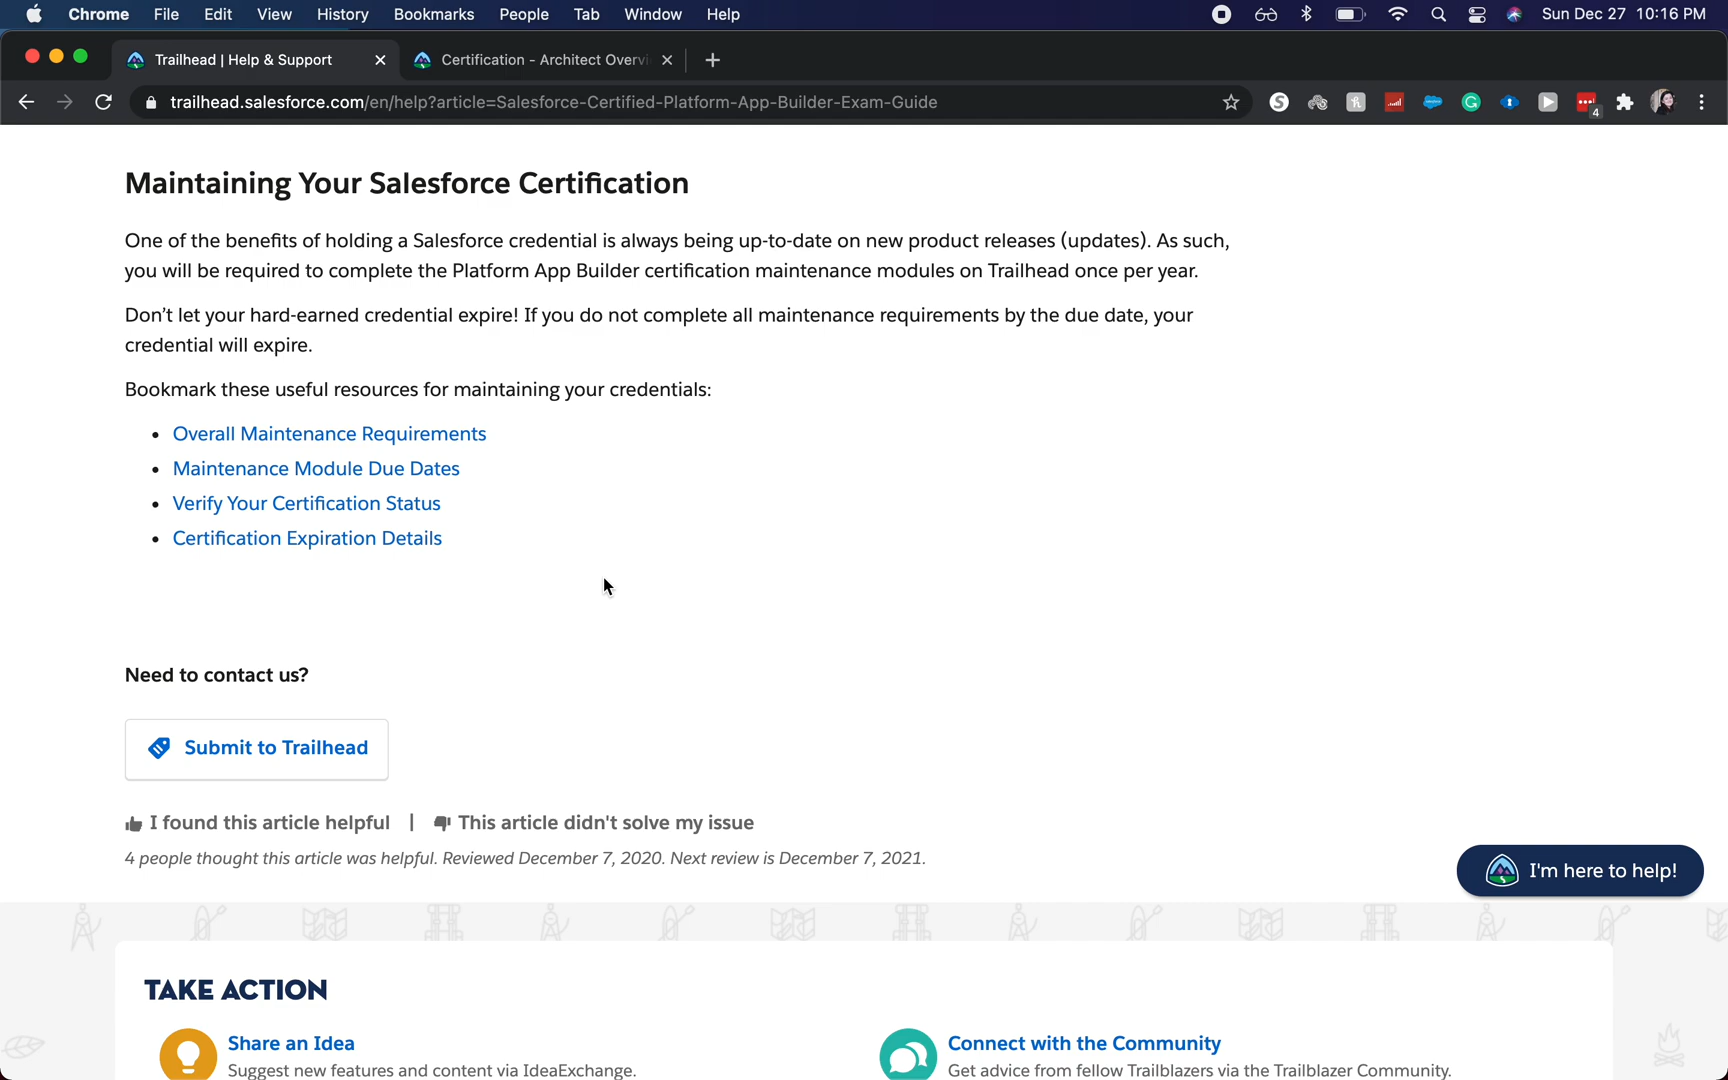 Chrome File Edit View History Bookmarks People Tab Window Help Sun Dec 27 10:16 PM
Trailhead | Help & Support Certification - Architect Overvi
trailhead.salesforce.com/en/help?article=Salesforce-Certified-Platform-App-Builder-Exam-Guide
4
Maintaining Your Salesforce Certification
One of the benefits of holding a Salesforce credential is always being up-to-date on new product releases (updates). As such,
you will be required to complete the Platform App Builder certification maintenance modules on Trailhead once per year.
Don't let your hard-earned credential expire! If you do not complete all maintenance requirements by the due date, your
credential will expire.
Bookmark these useful resources for maintaining your credentials:
• Overall Maintenance Requirements
• Maintenance Module Due Dates
• Verify Your Certification Status
• Certification Expiration Details
Need to contact us?
Submit to Trailhead
I found this article helpful | This article didn't solve my issue
4 people thought this article was helpful. Reviewed December 7, 2020. Next review is December 7, 2021.
I'm here to help!
TAKE ACTION
Share an Idea
Suggest new features and content via IdeaExchange.
Connect with the Community
Get advice from fellow Trailblazers via the Trailblazer Community.